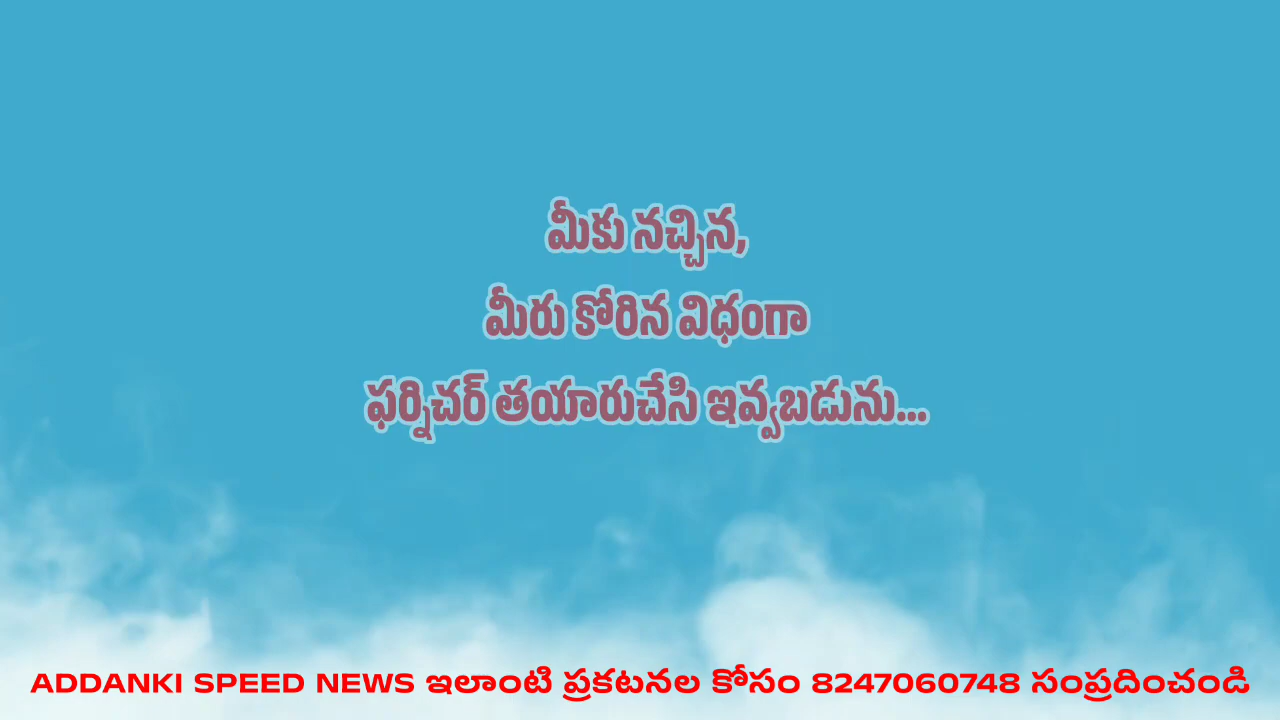 మీకు నచ్చిన,
మీరు కోరిన విధంగా
ఫర్నిచర్ తయారుచేసి ఇవ్వబడును...
ADDANKI SPEED NEWS ఇలాంటి ప్రకటనల కోసం 8247060748 సంప్రదించండి